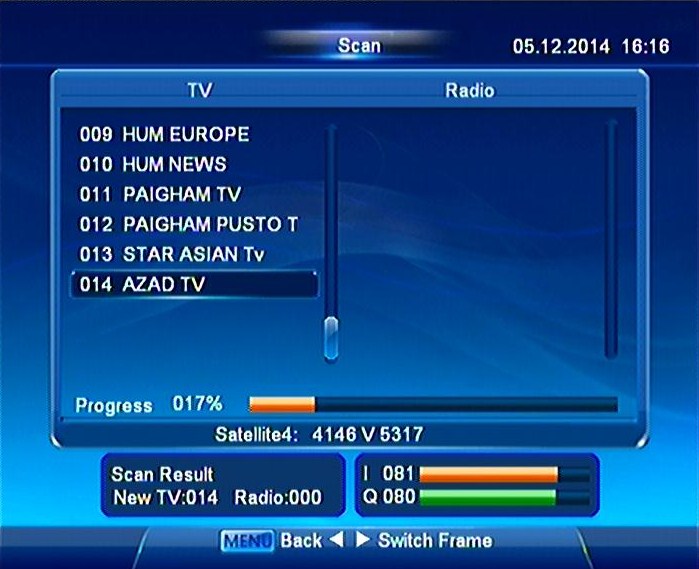 Scan
05.12.2014 16:16
TV
Radio
009 HUM EUROPE
010 HUM NEWS
011 PAIGHAM TV
012 PAIGHAM PUSTO T
013 STAR ASIAN Tv
014 AZAD TV
Progress 017%
Satellite4: 4146 V 5317
Scan Result
New TV:014 Radio:000
I 081
Q 080
MENU Back ◀ ▶ Switch Frame